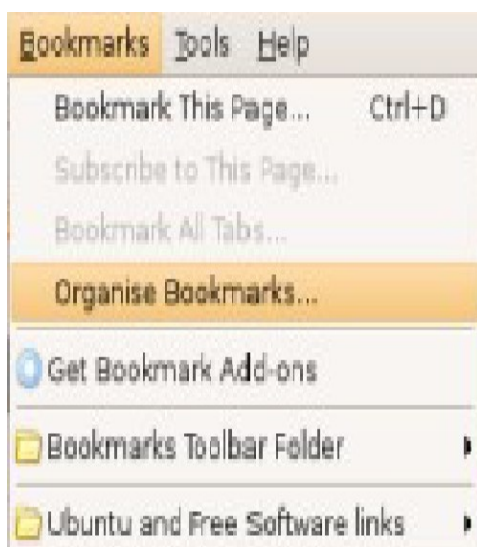 Bookmarks Tools Help
Bookmark This Page... Ctrl+D
Subscribe to This Page...
Bookmark All Tabs...
Organise Bookmarks...
Get Bookmark Add-ons
Bookmarks Toolbar Folder
Ubuntu and Free Software links